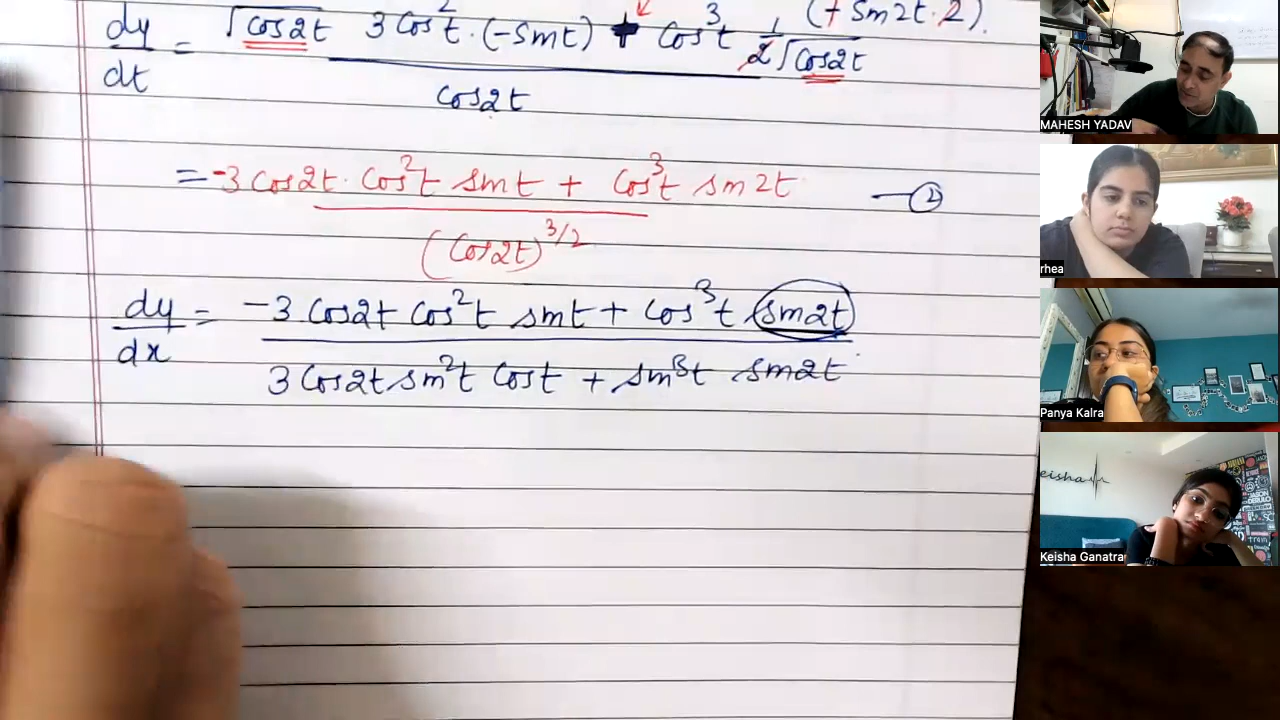 dy/dt = √cos2t 3cos²t·(-sint) + cos³t 1/2√cos2t (+sin2t·2).
cos2t
= -3cos2t·cos²t sint + cos³t sin2t — ②
(cos2t)^3/2
dy/dx = -3cos2t cos²t sint + cos³t sin2t
3cos2t sin²t cost + sin³t sin2t
MAHESH YADAV
rhea
Panya Kalra
eisha
Keisha Ganatra